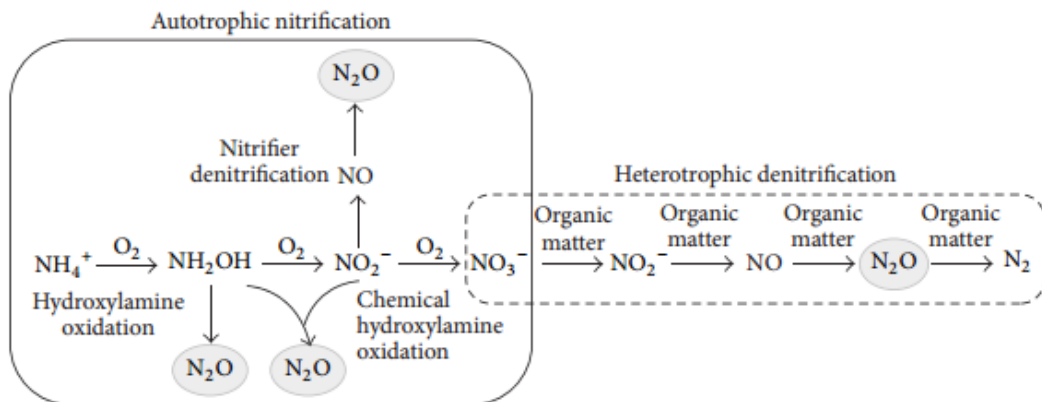 Autotrophic nitrification
N₂O
Nitrifier
denitrification NO
Heterotrophic denitrification
Organic Organic Organic Organic
matter matter matter matter
NH₄⁺ O₂ NH₂OH O₂ NO₂⁻ O₂ NO₃⁻ NO₂⁻ NO N₂O N₂
Hydroxylamine
oxidation
Chemical
hydroxylamine
oxidation
N₂O N₂O